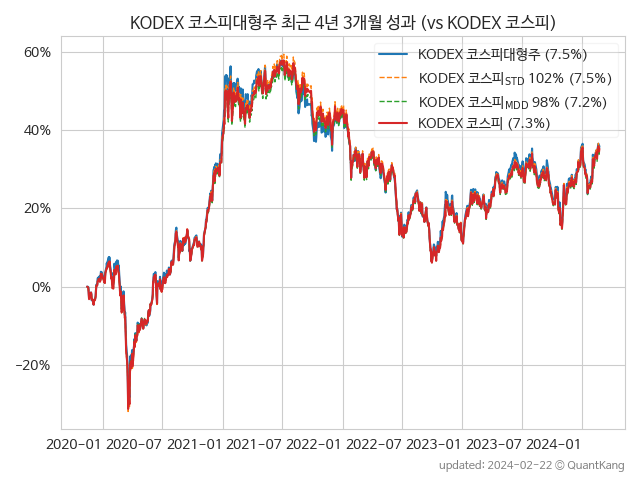 KODEX 코스피대형주 최근 4년 3개월 성과 (vs KODEX 코스피)
60%
40%
20%
0%
−20%
KODEX 코스피대형주 (7.5%)
KODEX 코스피STD 102% (7.5%)
KODEX 코스피MDD 98% (7.2%)
KODEX 코스피 (7.3%)
2020-01 2020-07 2021-01 2021-07 2022-01 2022-07 2023-01 2023-07 2024-01
updated: 2024-02-22 © QuantKang